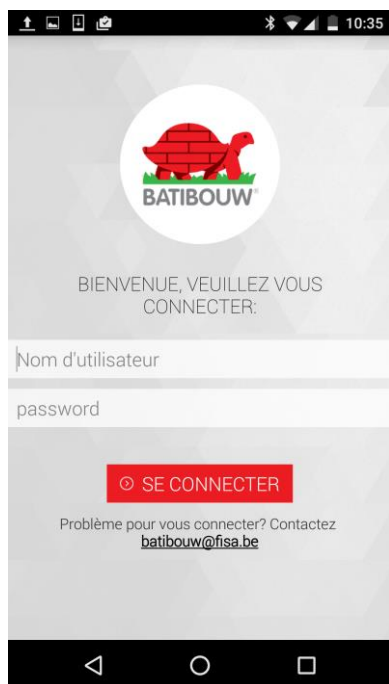 10:35
BATIBOUW®
BIENVENUE, VEUILLEZ VOUS
CONNECTER:
Nom d'utilisateur
password
SE CONNECTER
Problème pour vous connecter? Contactez
batibouw@fisa.be